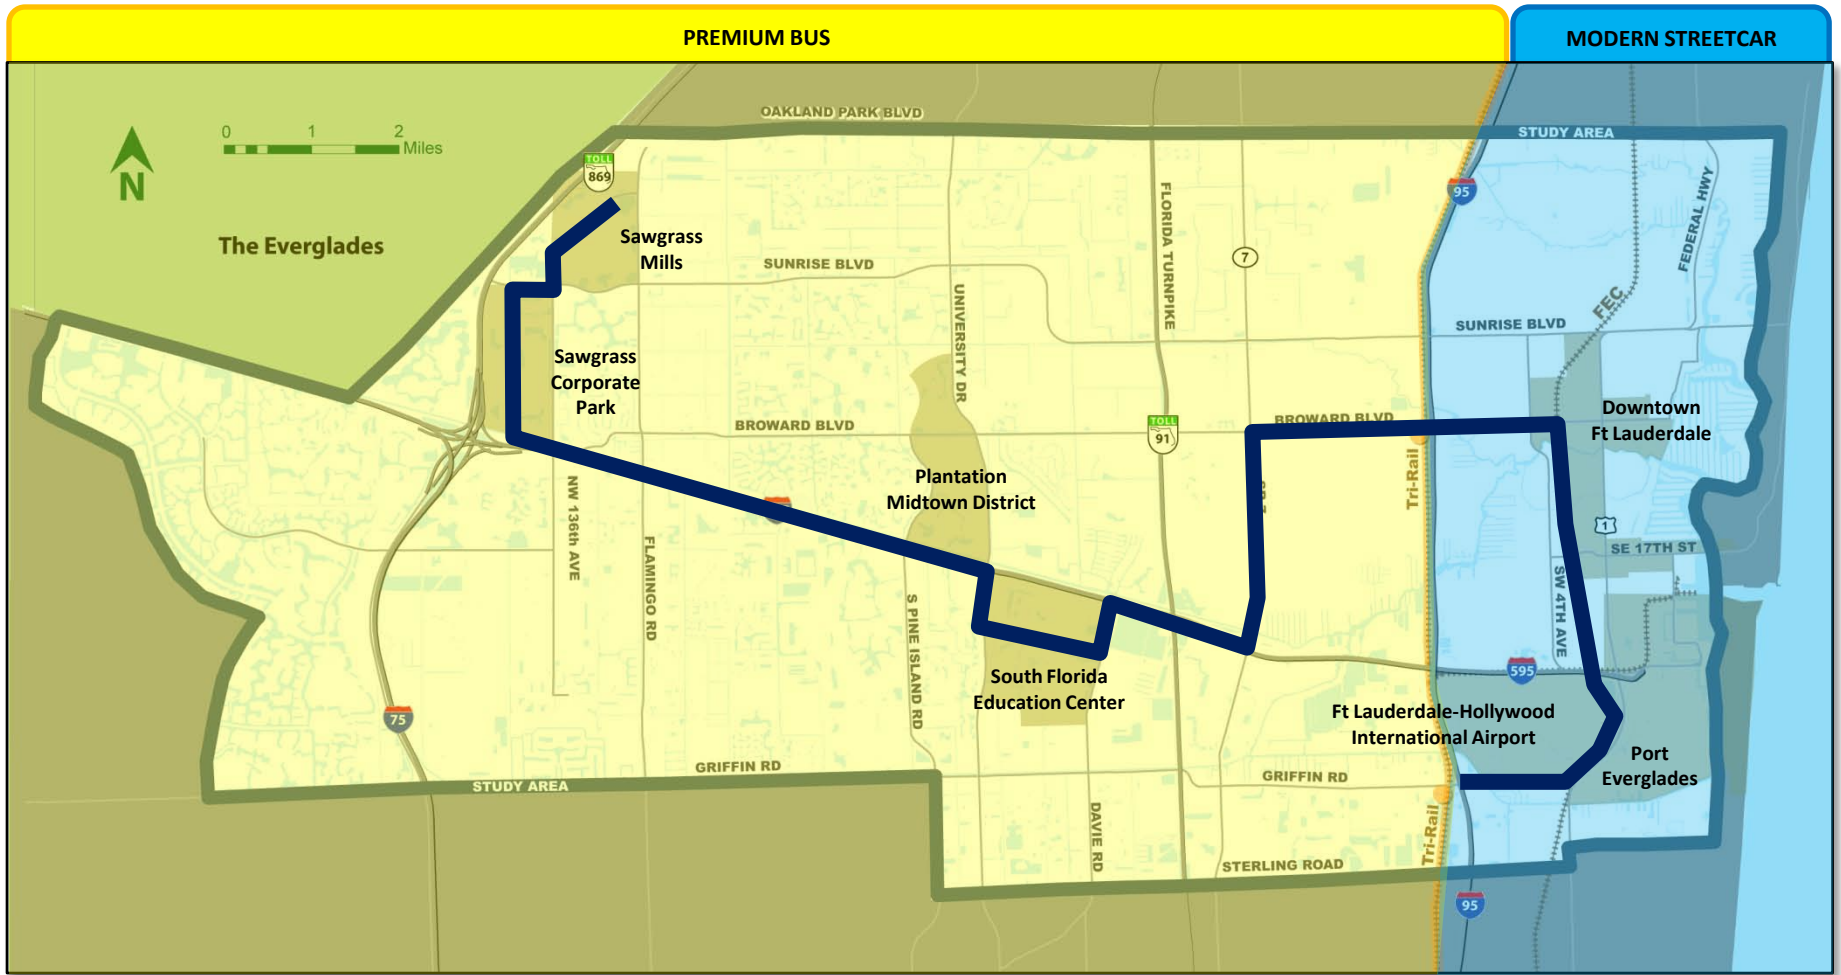 PREMIUM BUS
MODERN STREETCAR
OAKLAND PARK BLVD
STUDY AREA
0 1 2
Miles
N
TOLL
869
95
The Everglades
Sawgrass
Mills
SUNRISE BLVD
FLORIDA TURNPIKE
7
FEDERAL HWY
FEC
SUNRISE BLVD
UNIVERSITY DR
Sawgrass
Corporate
Park
BROWARD BLVD
TOLL
91
BROWARD BLVD
Downtown
Ft Lauderdale
Tri-Rail
Plantation
Midtown District
NW 136th AVE
FLAMINGO RD
1
SE 17TH ST
SW 4TH AVE
S PINE ISLAND RD
South Florida
Education Center
595
75
Ft Lauderdale-Hollywood
International Airport
Port
Everglades
GRIFFIN RD
GRIFFIN RD
STUDY AREA
DAVIE RD
Tri-Rail
STERLING ROAD
95